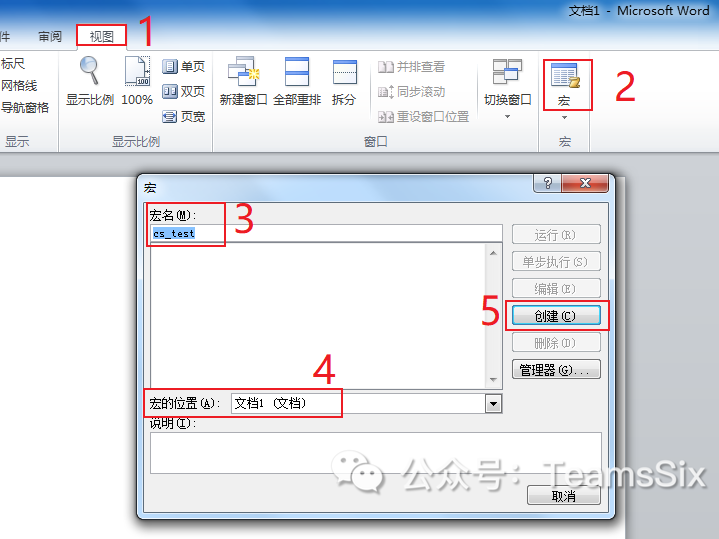 文档1 - Microsoft Word
件 审阅 视图 1
标尺
网格线
导航窗格
显示
显示比例 100%
单页
双页
页宽
显示比例
新建窗口 全部重排 拆分
并排查看
同步滚动
重设窗口位置
切换窗口
窗口
宏 2
宏
宏
宏名(M):
cs_test
3
运行(R)
单步执行(S)
编辑(E)
5 创建(C)
删除(D)
管理器(G)...
4
宏的位置(A): 文档1 (文档)
说明(I):
公众号: TeamsSix
取消